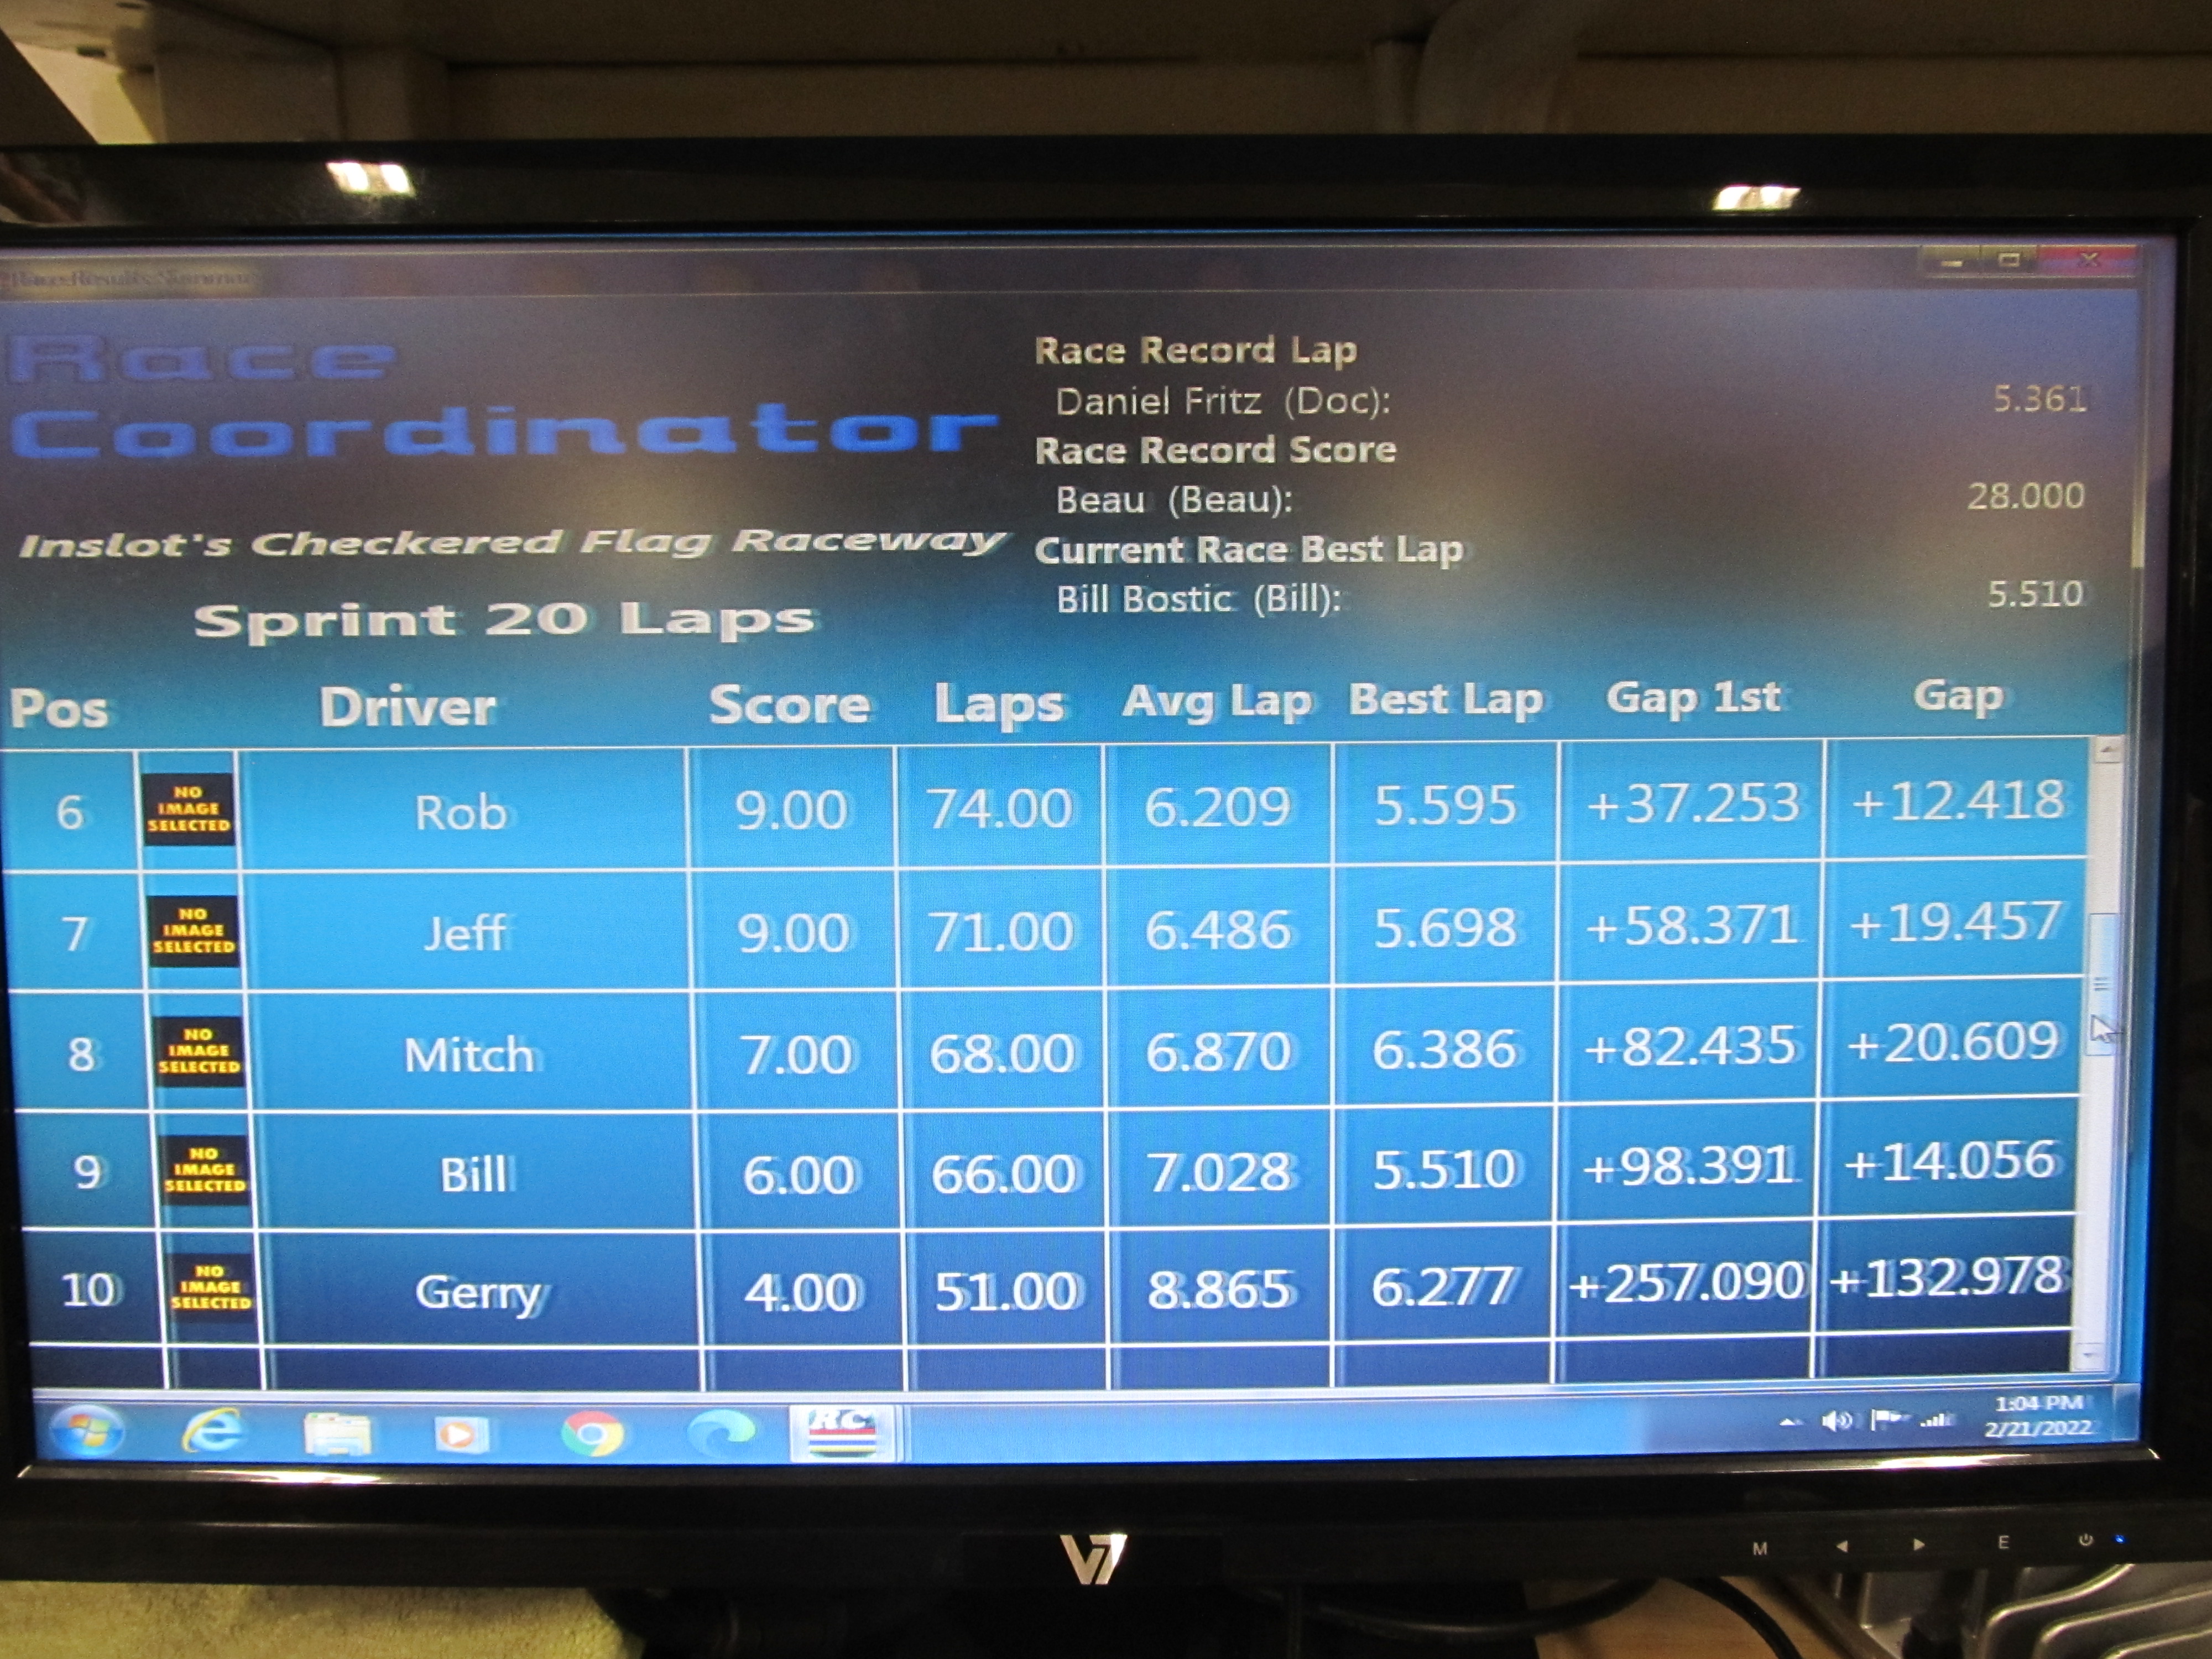 Race Results Summary
Race
Coordinator
Inslot's Checkered Flag Raceway
Sprint 20 Laps
Race Record Lap
Daniel Fritz (Doc): 5.361
Race Record Score
Beau (Beau): 28.000
Current Race Best Lap
Bill Bostic (Bill): 5.510
Pos Driver Score Laps Avg Lap Best Lap Gap 1st Gap
6 NO IMAGE SELECTED Rob 9.00 74.00 6.209 5.595 +37.253 +12.418
7 NO IMAGE SELECTED Jeff 9.00 71.00 6.486 5.698 +58.371 +19.457
8 NO IMAGE SELECTED Mitch 7.00 68.00 6.870 6.386 +82.435 +20.609
9 NO IMAGE SELECTED Bill 6.00 66.00 7.028 5.510 +98.391 +14.056
10 NO IMAGE SELECTED Gerry 4.00 51.00 8.865 6.277 +257.090 +132.978
RC
1:04 PM
2/21/2022
V7
M E